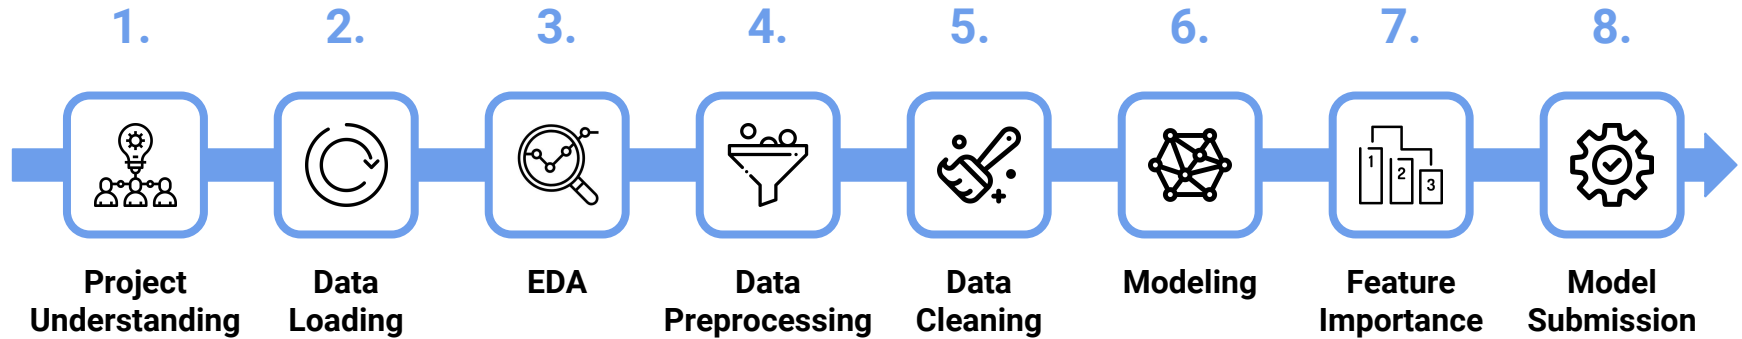 1.
2.
3.
4.
5.
6.
7.
8.
1
2
3
Project
Understanding
Data
Loading
EDA
Data
Preprocessing
Data
Cleaning
Modeling
Feature
Importance
Model
Submission